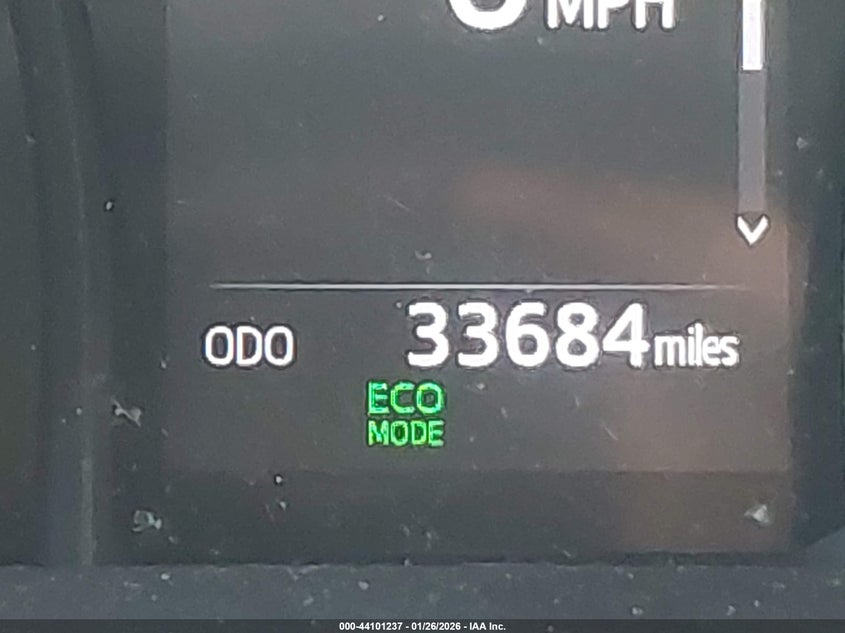 MPH
ODO 33684 miles
ECO
MODE
000-44101237 - 01/26/2026 - IAA Inc.